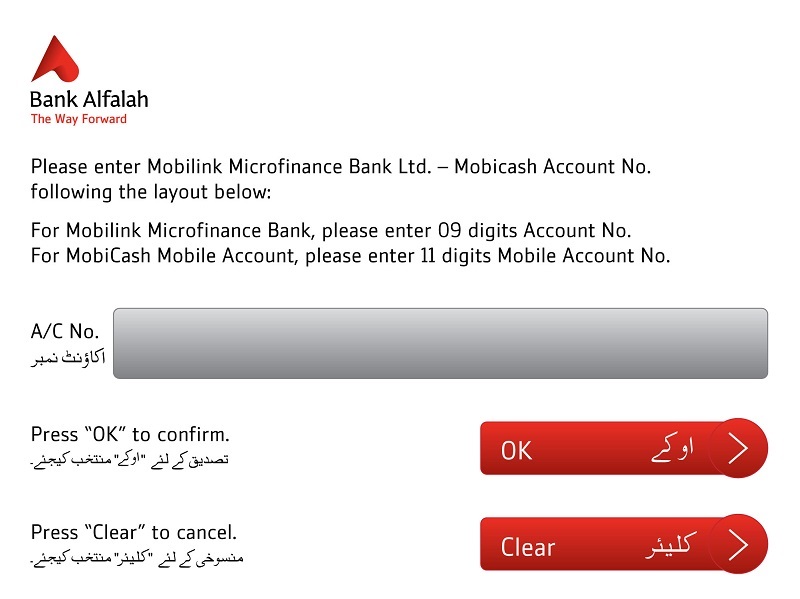 Bank Alfalah
The Way Forward
Please enter Mobilink Microfinance Bank Ltd. – Mobicash Account No.
following the layout below:
For Mobilink Microfinance Bank, please enter 09 digits Account No.
For MobiCash Mobile Account, please enter 11 digits Mobile Account No.
A/C No.
اکاؤنٹ نمبر
Press “OK” to confirm.
تصدیق کے لئے "اوکے" منتخب کیجئے۔
OK اوکے
Press “Clear” to cancel.
منسوخی کے لئے "کلیئر" منتخب کیجئے۔
Clear کلیئر